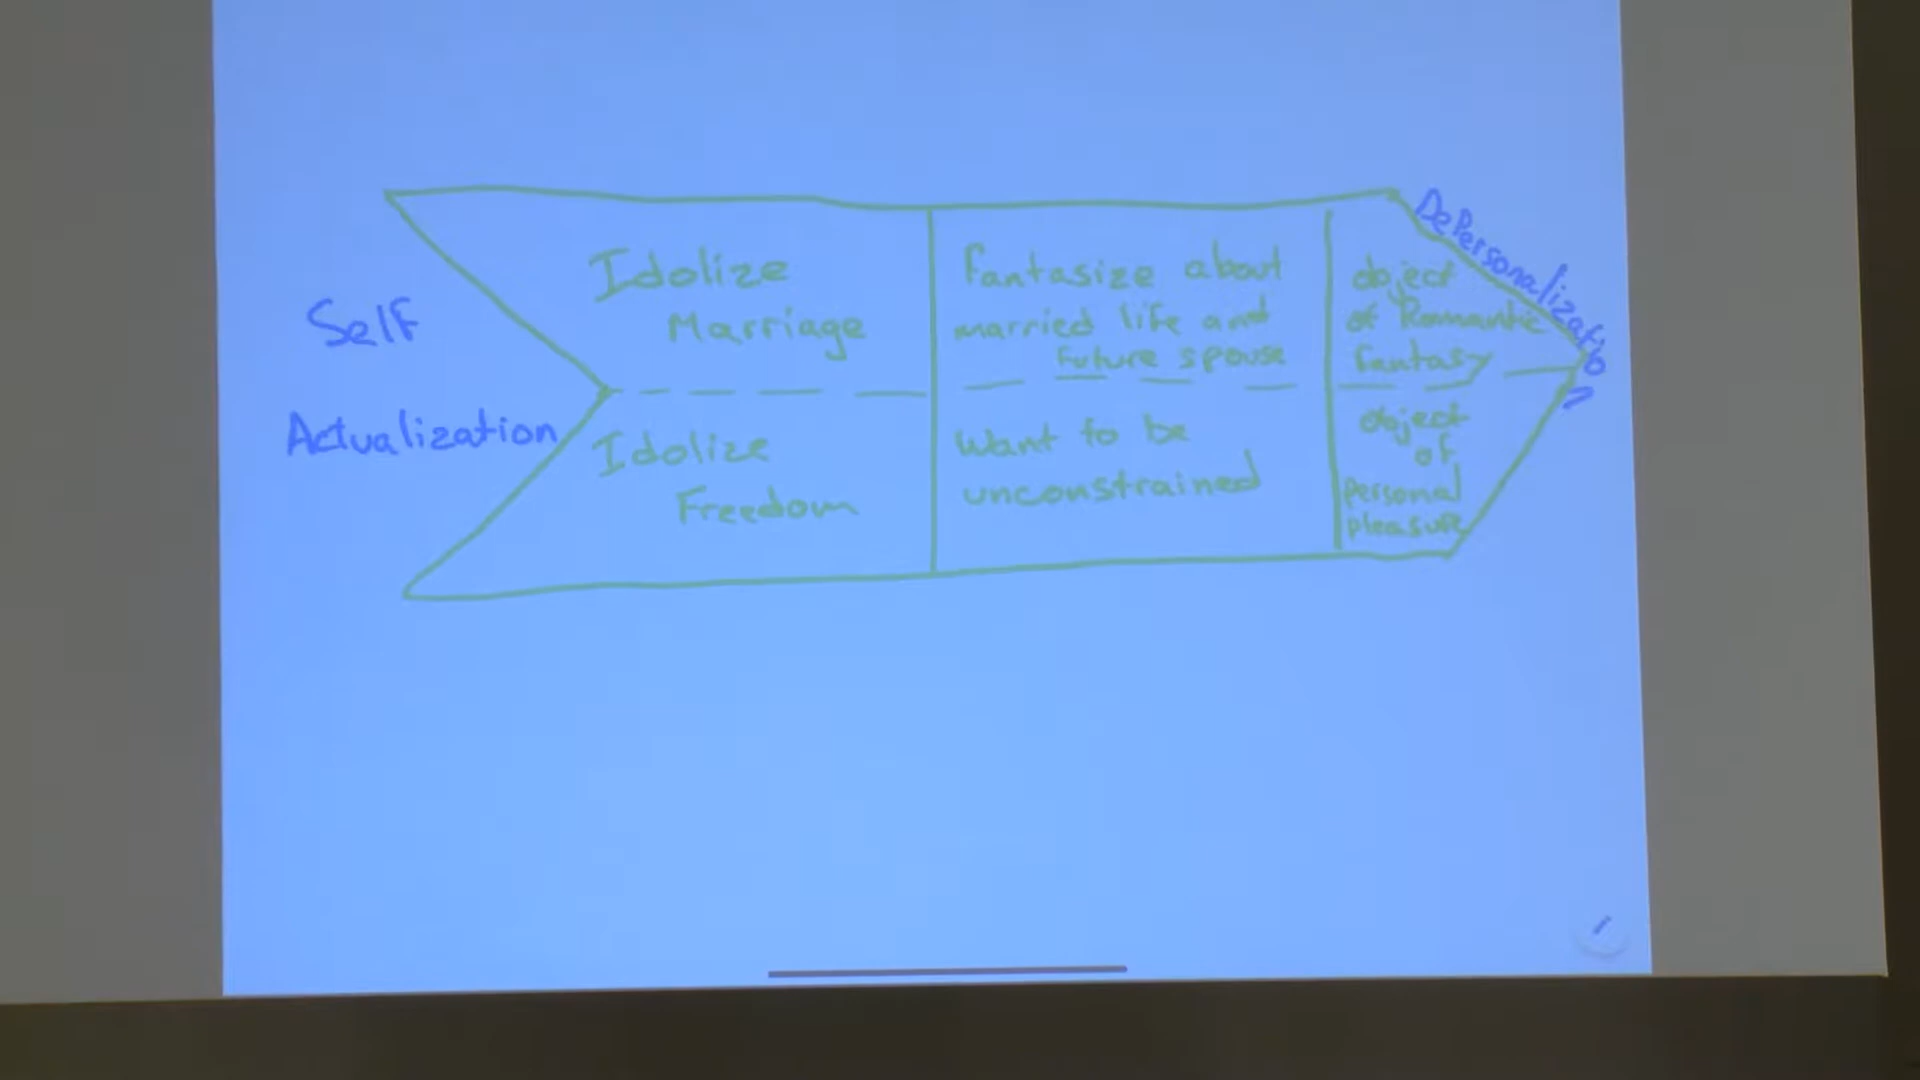 Self
Actualization
Idolize
Marriage
Idolize
Freedom
fantasize about
married life and
Future spouse
Want to be
unconstrained
object
of Romantic
fantasy
object
of
personal
pleasure
DePersonalization